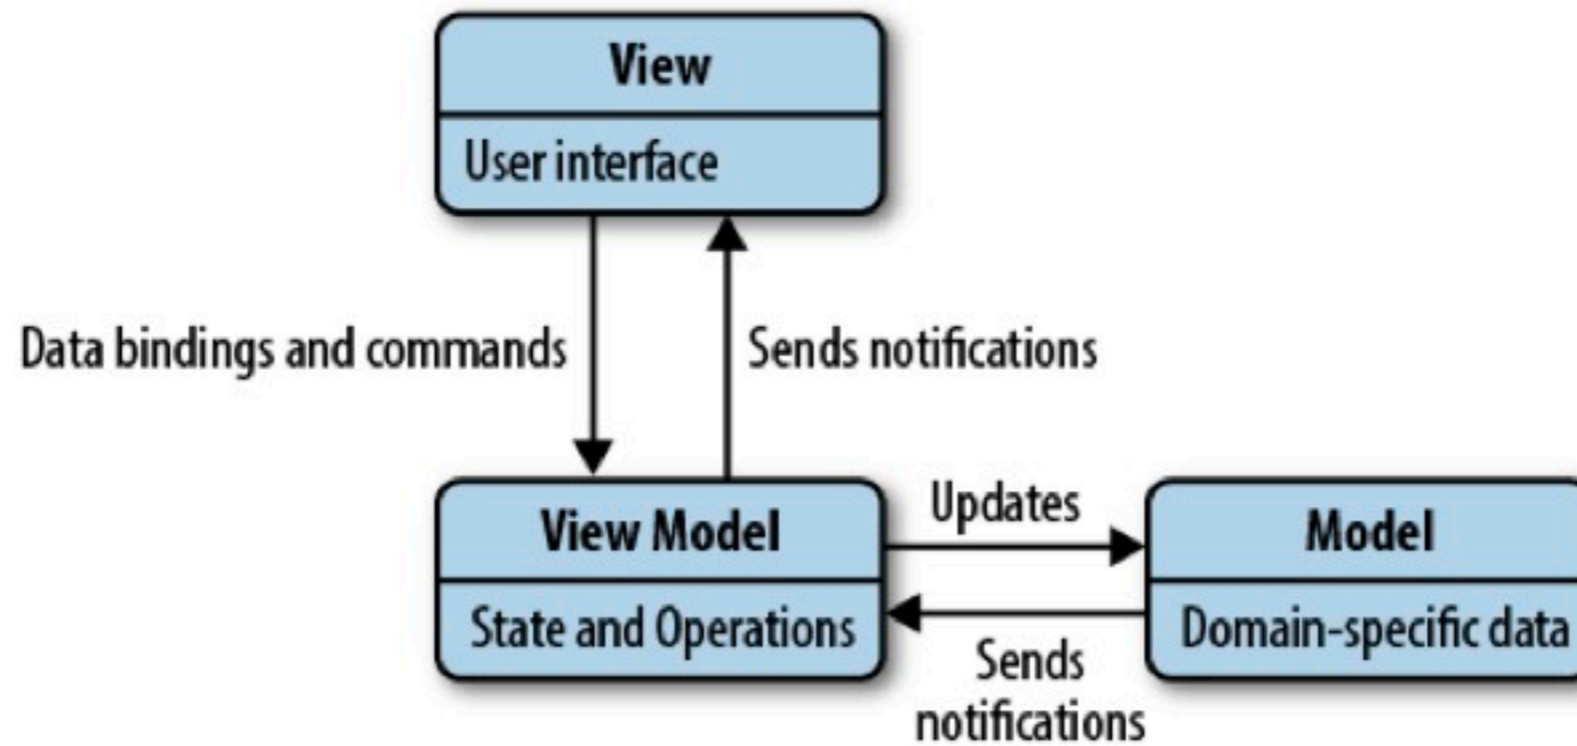 View
User interface
Data bindings and commands
Sends notifications
View Model
State and Operations
Updates
Sends
notifications
Model
Domain-specific data